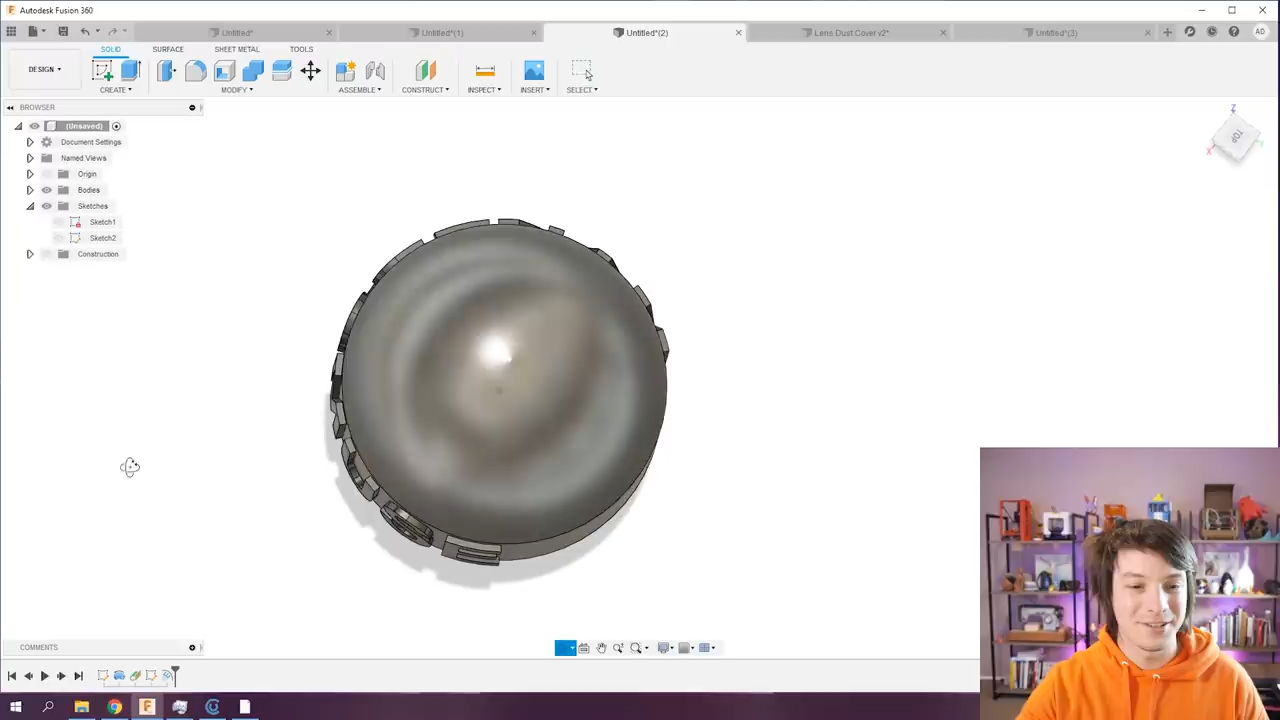 Autodesk Fusion 360
Untitled*
Untitled*(1)
Untitled*(2)
Lens Dust Cover v2*
Untitled*(3)
AD
DESIGN
SOLID
SURFACE
SHEET METAL
TOOLS
CREATE
MODIFY
ASSEMBLE
CONSTRUCT
INSPECT
INSERT
SELECT
BROWSER
(Unsaved)
Document Settings
Named Views
Origin
Bodies
Sketches
Sketch1
Sketch2
Construction
Z
TOP
X
Y
COMMENTS